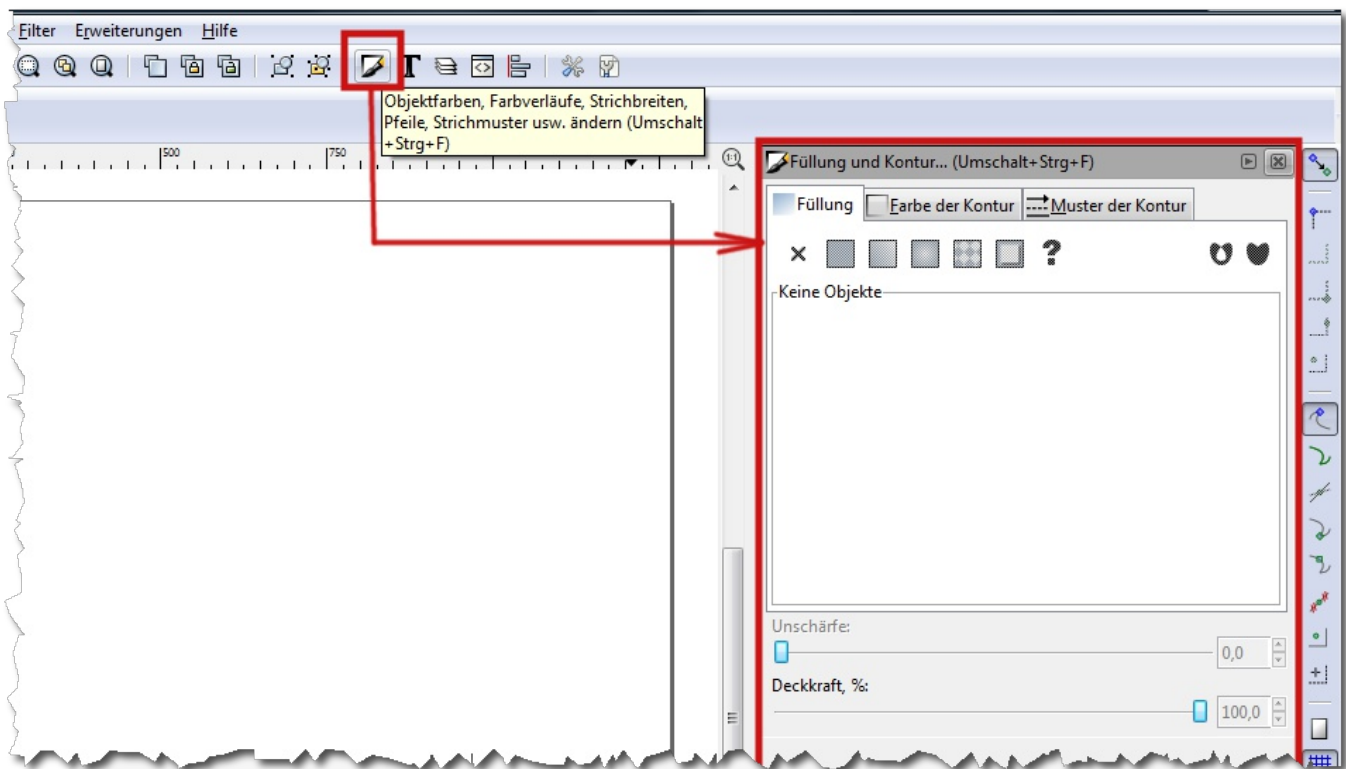 Filter Erweiterungen Hilfe
Objektfarben, Farbverläufe, Strichbreiten,
Pfeile, Strichmuster usw. ändern (Umschalt
+Strg+F)
500 750
Füllung und Kontur... (Umschalt+Strg+F)
Füllung Farbe der Kontur Muster der Kontur
Keine Objekte
Unschärfe:
0,0
Deckkraft, %:
100,0